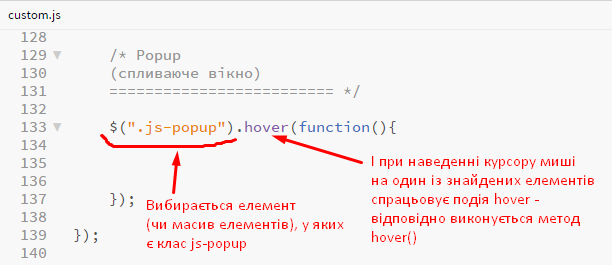 custom.js
128
129 /* Popup
130 (спливаюче вікно)
131 ========================= */
132
133 $(".js-popup").hover(function(){
134
135
136
137 });
138
139 });
Вибирається елемент
(чи масив елементів), у яких
є клас js-popup
І при наведенні курсору миші
на один із знайдених елементів
спрацьовує подія hover -
відповідно виконується метод
hover()